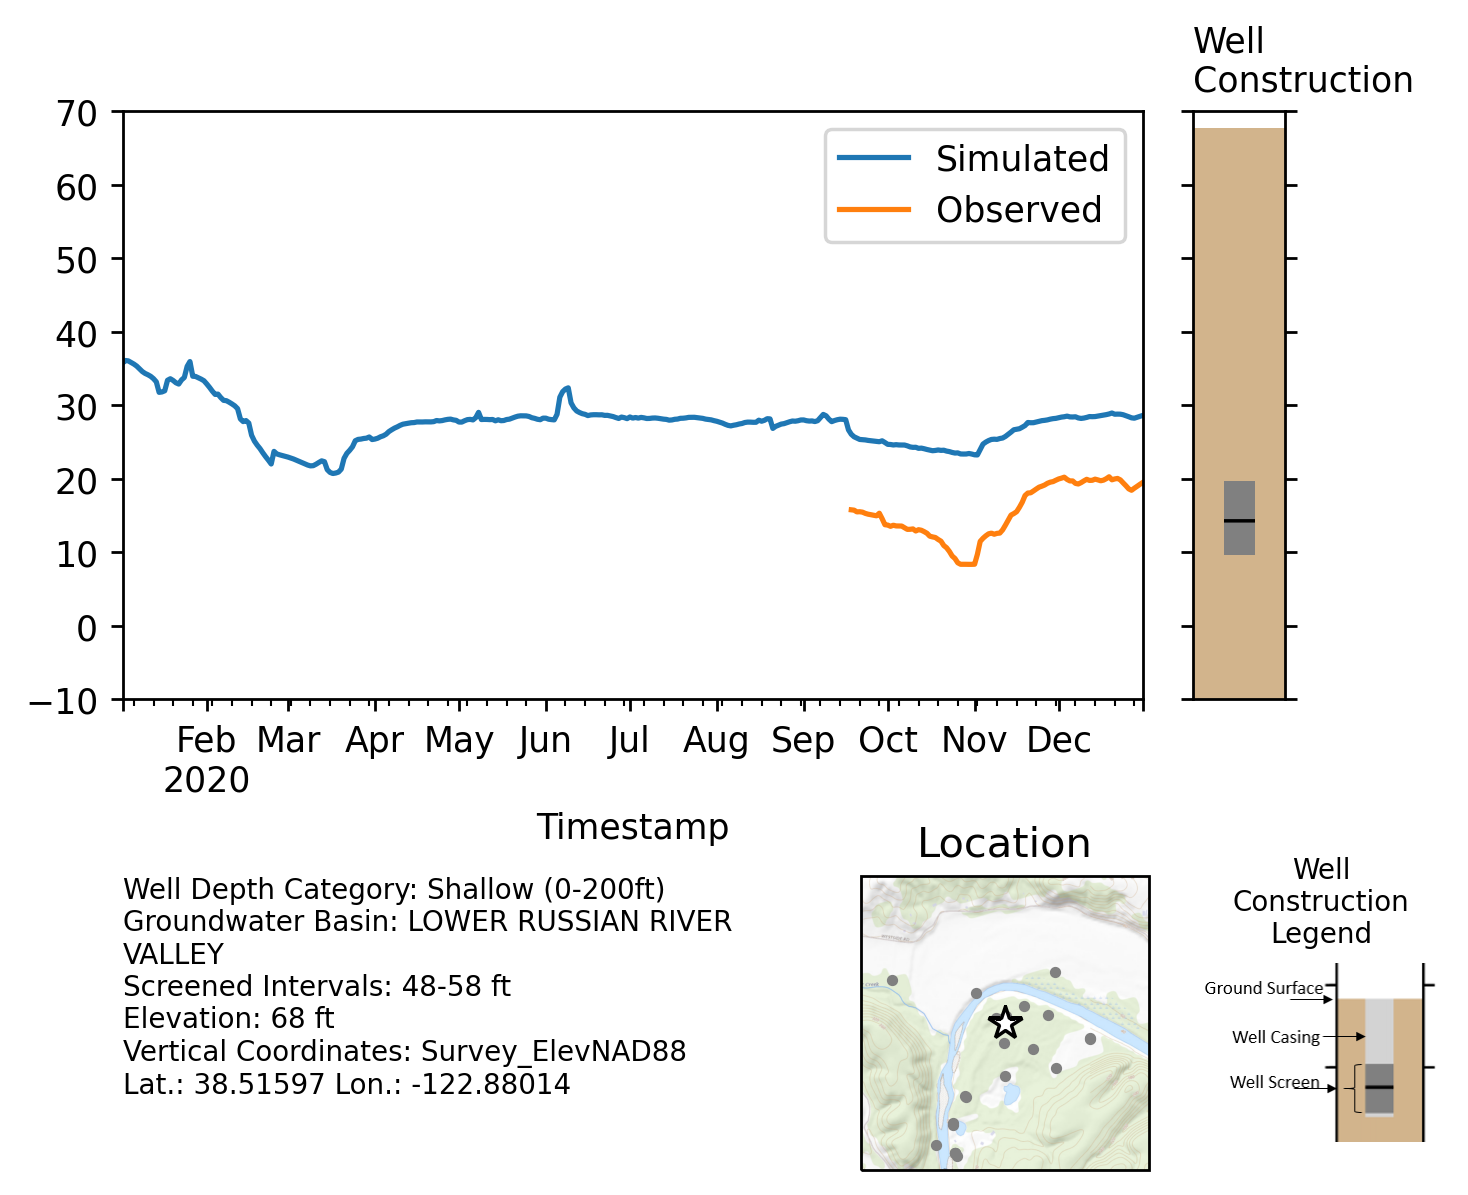 Well
Construction
70
60
50
40
30
20
10
0
−10
Simulated
Observed
Feb Mar Apr May Jun Jul Aug Sep Oct Nov Dec
2020
Timestamp
Well Depth Category: Shallow (0-200ft)
Groundwater Basin: LOWER RUSSIAN RIVER
VALLEY
Screened Intervals: 48-58 ft
Elevation: 68 ft
Vertical Coordinates: Survey_ElevNAD88
Lat.: 38.51597 Lon.: -122.88014
Location
Well
Construction
Legend
Ground Surface
Well Casing
Well Screen